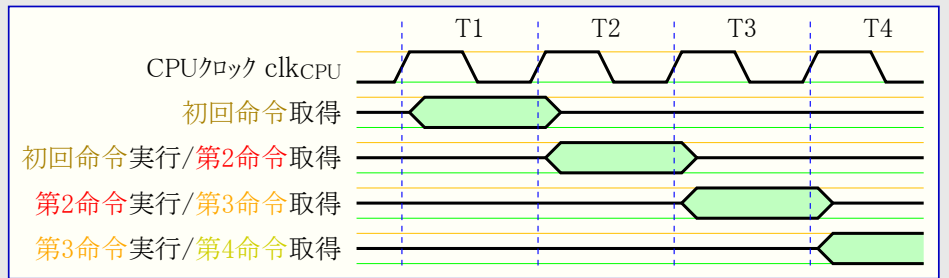 T1 T2 T3 T4
CPUｸﾛｯｸ clkCPU
初回命令取得
初回命令実行/第2命令取得
第2命令実行/第3命令取得
第3命令実行/第4命令取得